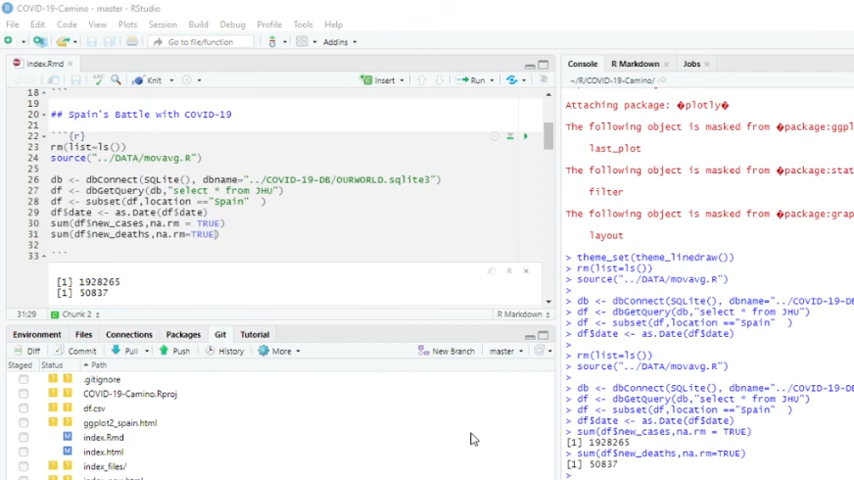 COVID-19-Camino - master - RStudio
File Edit Code View Plots Session Build Debug Profile Tools Help
Go to file/function Addins
index.Rmd
Knit Insert Run
18 ```
19
20 ## Spain's Battle with COVID-19
21
22 ```{r}
23 rm(list=ls())
24 source("../DATA/movavg.R")
25
26 db <- dbConnect(SQLite(), dbname="../COVID-19-DB/OURWORLD.sqlite3")
27 df <- dbGetQuery(db,"select * from JHU")
28 df <- subset(df,location =="Spain" )
29 df$date <- as.Date(df$date)
30 sum(df$new_cases,na.rm = TRUE)
31 sum(df$new_deaths,na.rm=TRUE)
32
33 ```
[1] 1928265
[1] 50837
31:29 Chunk 2 R Markdown
Environment Files Connections Packages Git Tutorial
Diff Commit Pull Push History More New Branch master
Staged Status Path
.gitignore
COVID-19-Camino.Rproj
df.csv
ggplot2_spain.html
M index.Rmd
M index.html
index_files/
Console R Markdown Jobs
~/R/COVID-19-Camino/
Attaching package: �plotly�
The following object is masked from �package:ggpl
last_plot
The following object is masked from �package:stat
filter
The following object is masked from �package:grap
layout
> theme_set(theme_linedraw())
> rm(list=ls())
> source("../DATA/movavg.R")
>
> db <- dbConnect(SQLite(), dbname="../COVID-19-D
> df <- dbGetQuery(db,"select * from JHU")
> df <- subset(df,location =="Spain" )
> df$date <- as.Date(df$date)
>
> rm(list=ls())
> source("../DATA/movavg.R")
>
> db <- dbConnect(SQLite(), dbname="../COVID-19-D
> df <- dbGetQuery(db,"select * from JHU")
> df <- subset(df,location =="Spain" )
> df$date <- as.Date(df$date)
> sum(df$new_cases,na.rm = TRUE)
[1] 1928265
> sum(df$new_deaths,na.rm=TRUE)
[1] 50837
>